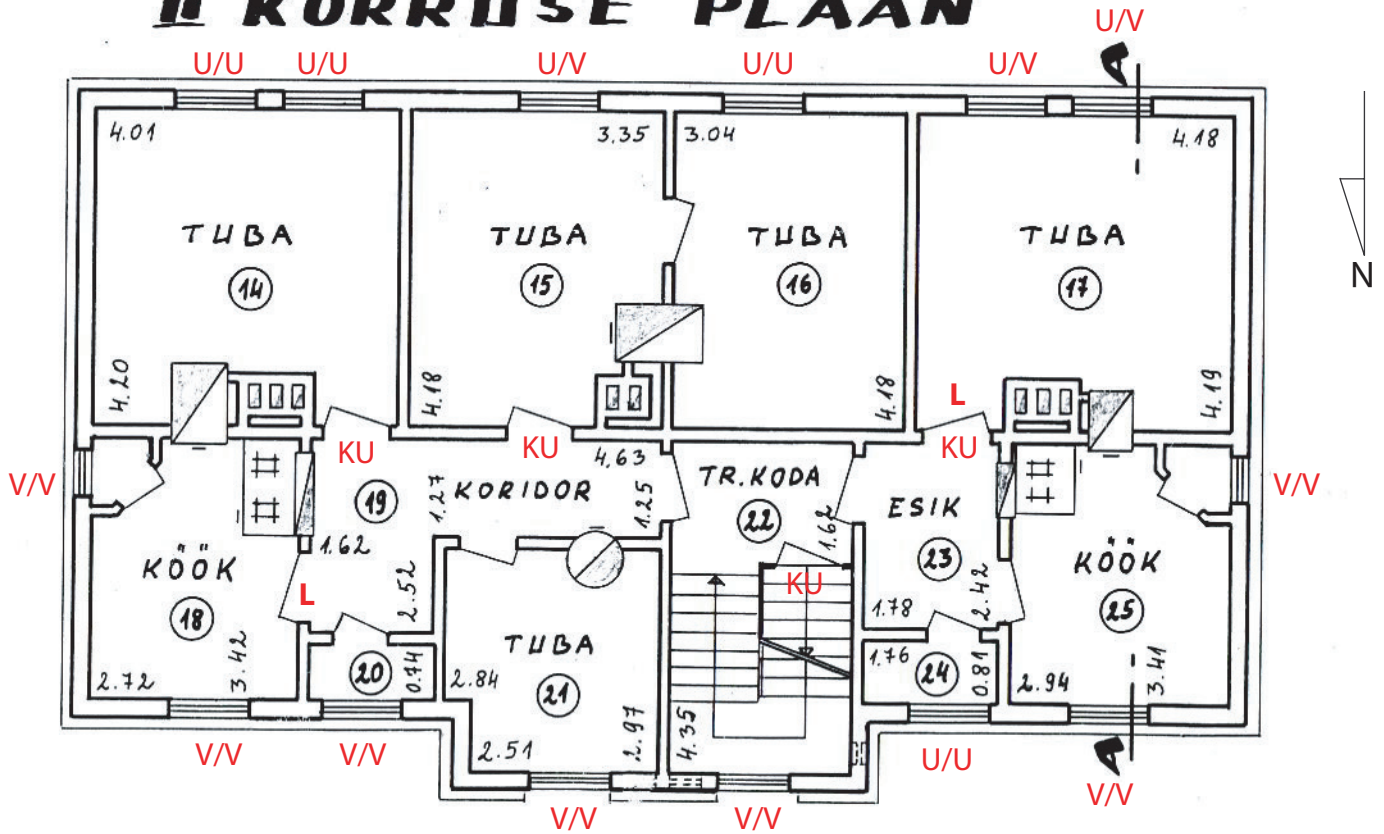 II KORRUSE PLAAN
U/V
U/U U/U U/V U/U U/V
4.01 3.35 3.04 4.18
TUBA TUBA TUBA TUBA
14 15 16 17
N
4.20 4.18 4.18 4.19
L
KU KU KU
V/V V/V
4.63
19 KORIDOR 1.27 1.25
TR.KODA
22 1.62
ESIK
23
1.62 2.52
KÖÖK
18
L
KU
KÖÖK
25
1.78 2.42
TUBA
21
20 0.74
2.72 3.42
2.84
1.76 24 0.81
2.94 3.41
2.51 2.97
4.35
V/V V/V U/U V/V
V/V V/V
A
A